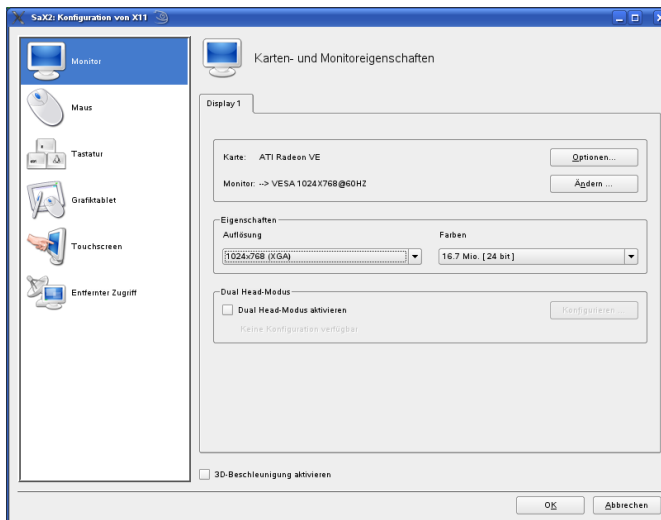 SaX2: Konfiguration von X11
Monitor
Maus
Tastatur
Grafiktablet
Touchscreen
Entfernter Zugriff
Karten- und Monitoreigenschaften
Display 1
Karte: ATI Radeon VE
Optionen...
Monitor: --> VESA 1024X768@60HZ
Ändern ...
Eigenschaften
Auflösung Farben
1024x768 (XGA) 16.7 Mio. [ 24 bit ]
Dual Head-Modus
Dual Head-Modus aktivieren
Konfigurieren...
Keine Konfiguration verfügbar
3D-Beschleunigung aktivieren
OK Abbrechen